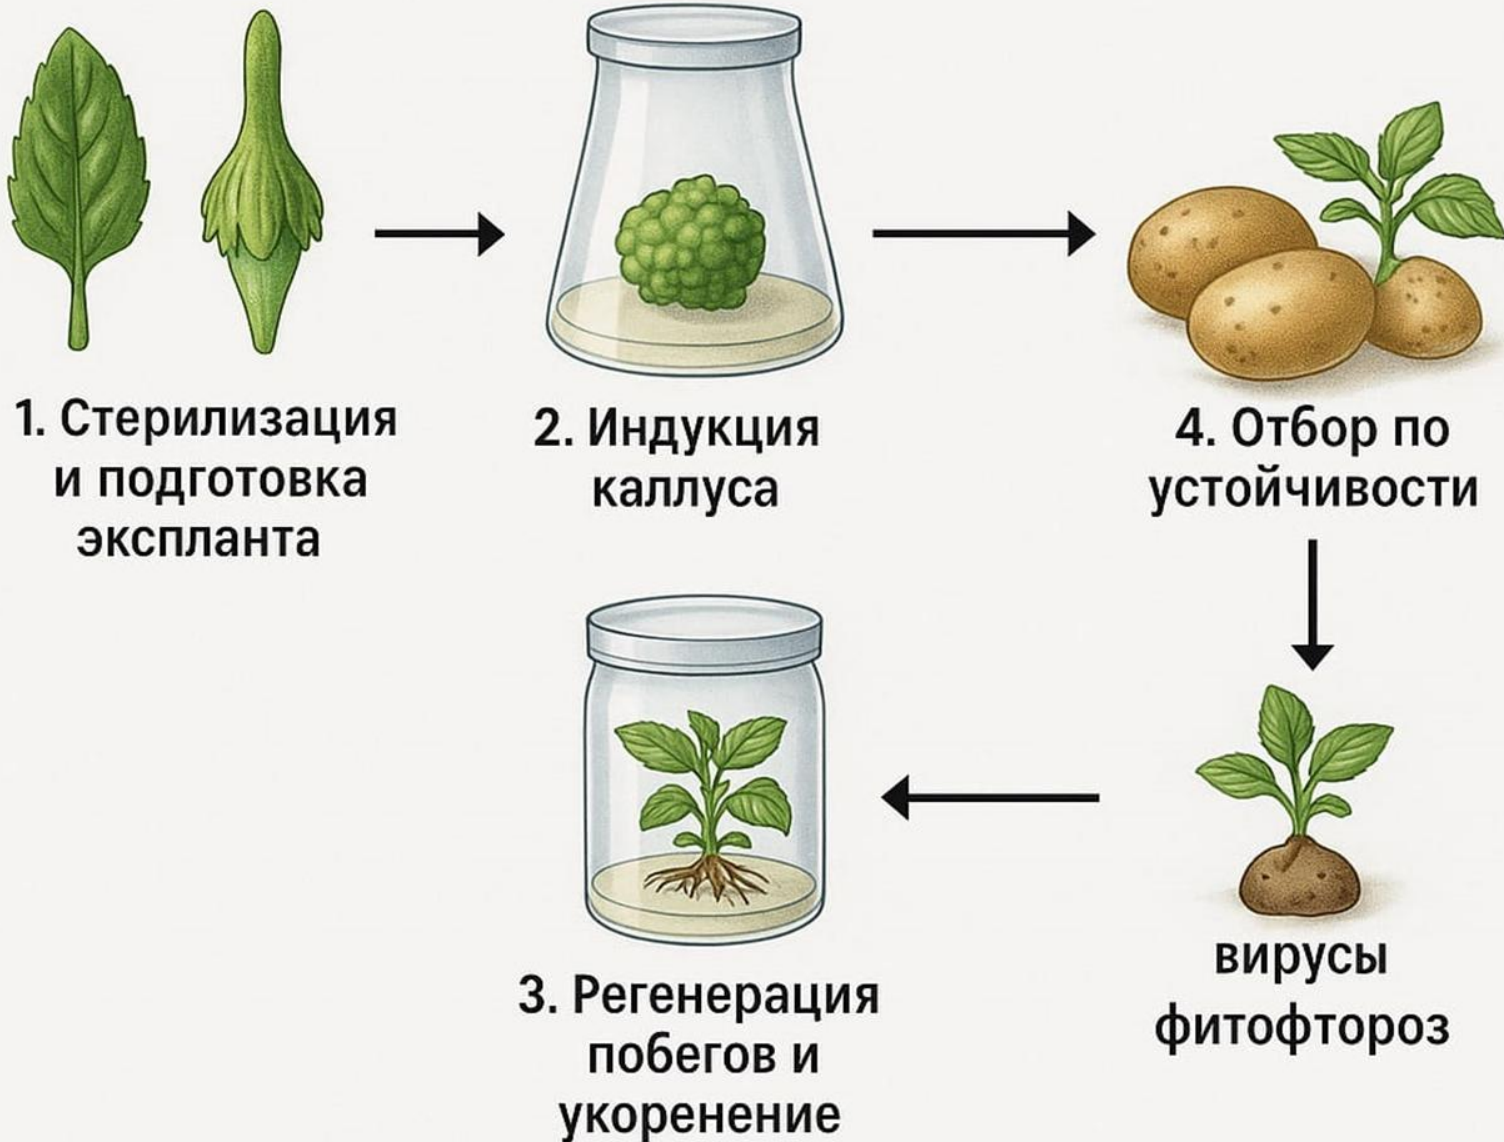 1. Стерилизация
и подготовка
экспланта
2. Индукция
каллуса
4. Отбор по
устойчивости
3. Регенерация
побегов и
укоренение
вирусы
фитофтороз